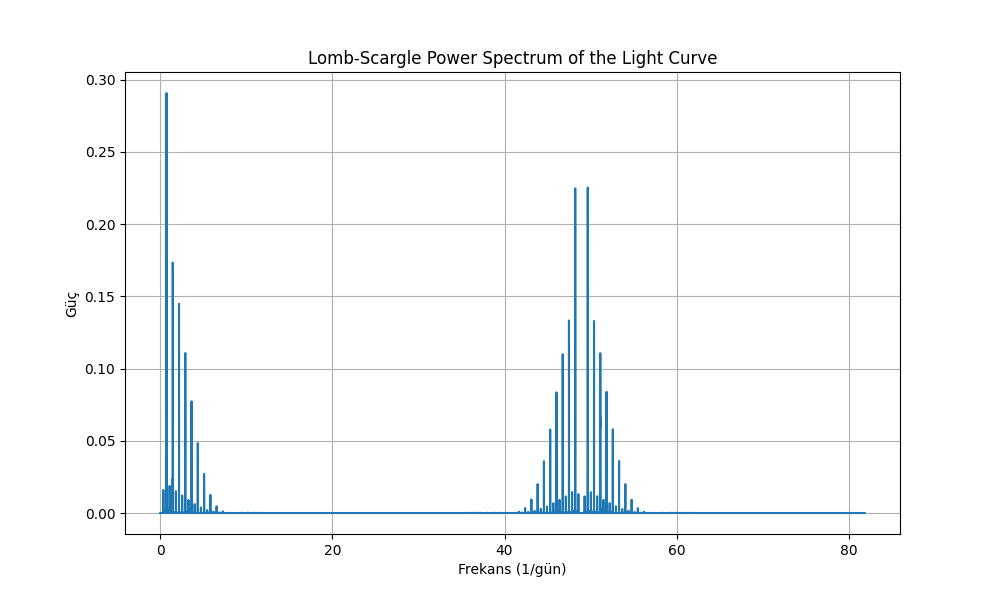 Lomb-Scargle Power Spectrum of the Light Curve
0.30
0.25
0.20
0.15
0.10
0.05
0.00
Güç
0 20 40 60 80
Frekans (1/gün)